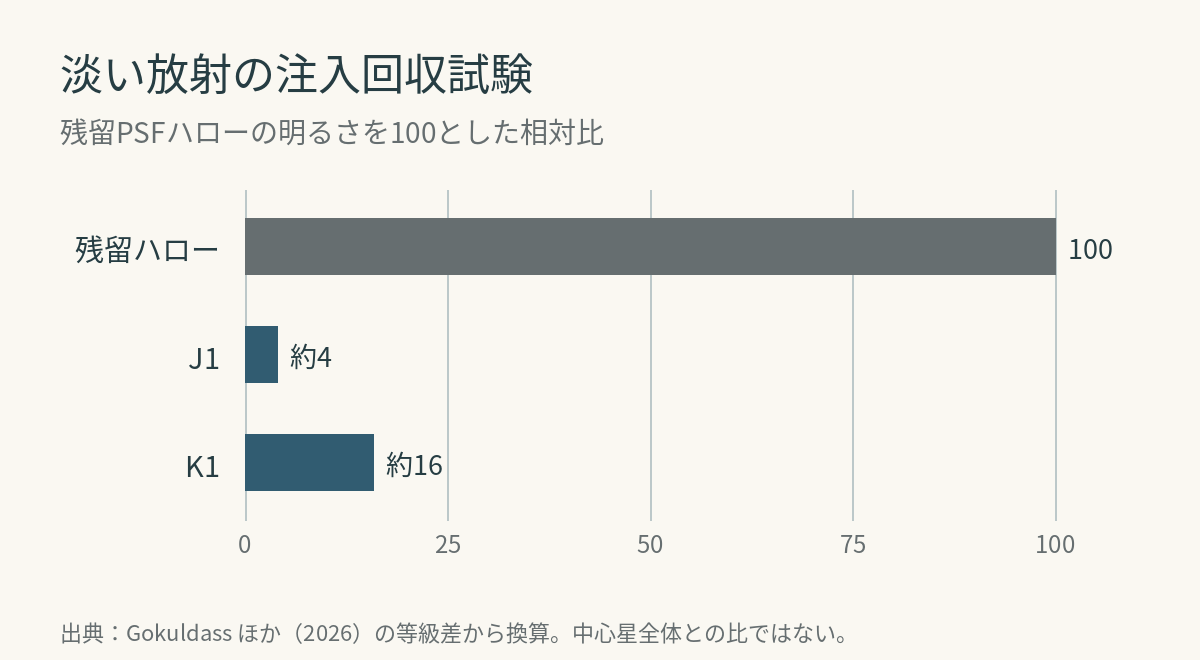 淡い放射の注入回収試験
残留PSFハローの明るさを100とした相対比
残留ハロー
100
J1
約4
K1
約16
0
25
50
75
100
出典：Gokuldass ほか（2026）の等級差から換算。中心星全体との比ではない。